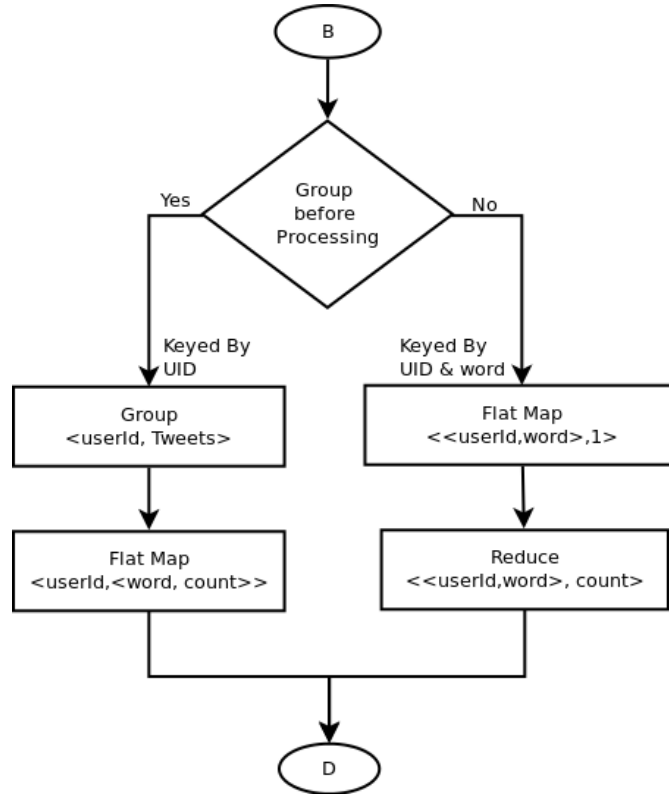 B
Group
before
Processing
Yes
No
Keyed By
UID
Keyed By
UID & word
Group
<userId, Tweets>
Flat Map
<<userId,word>,1>
Flat Map
<userId,<word, count>>
Reduce
<<userId,word>, count>
D